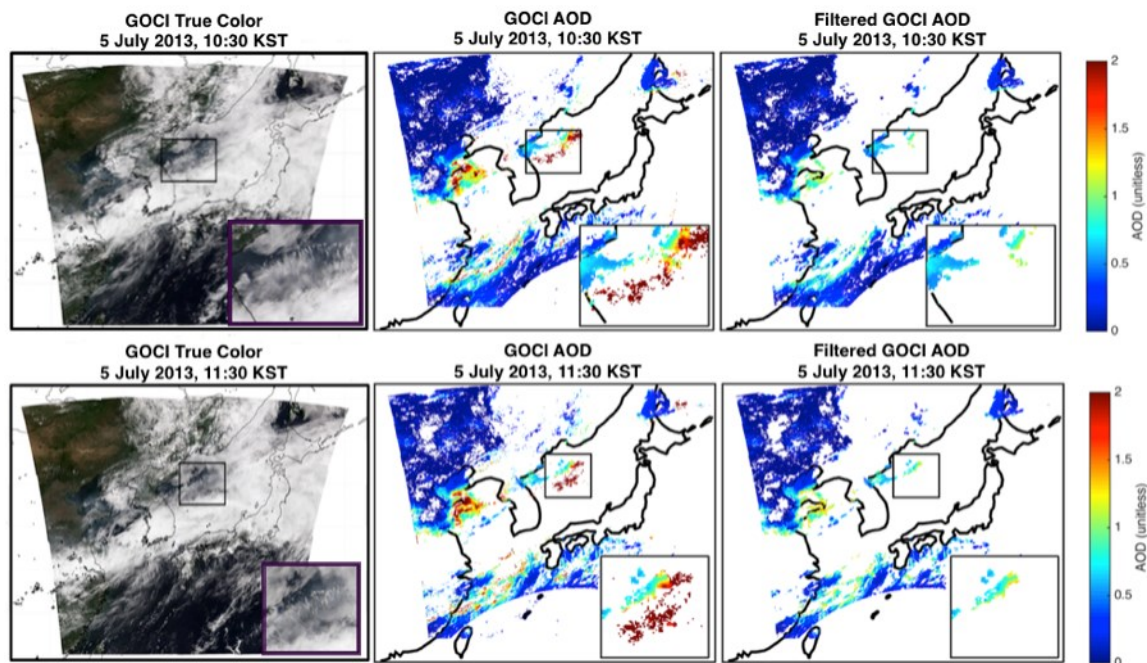 GOCI True Color
5 July 2013, 10:30 KST
GOCI AOD
5 July 2013, 10:30 KST
Filtered GOCI AOD
5 July 2013, 10:30 KST
2
1.5
1
0.5
0
AOD (unitless)
GOCI True Color
5 July 2013, 11:30 KST
GOCI AOD
5 July 2013, 11:30 KST
Filtered GOCI AOD
5 July 2013, 11:30 KST
2
1.5
1
0.5
0
AOD (unitless)